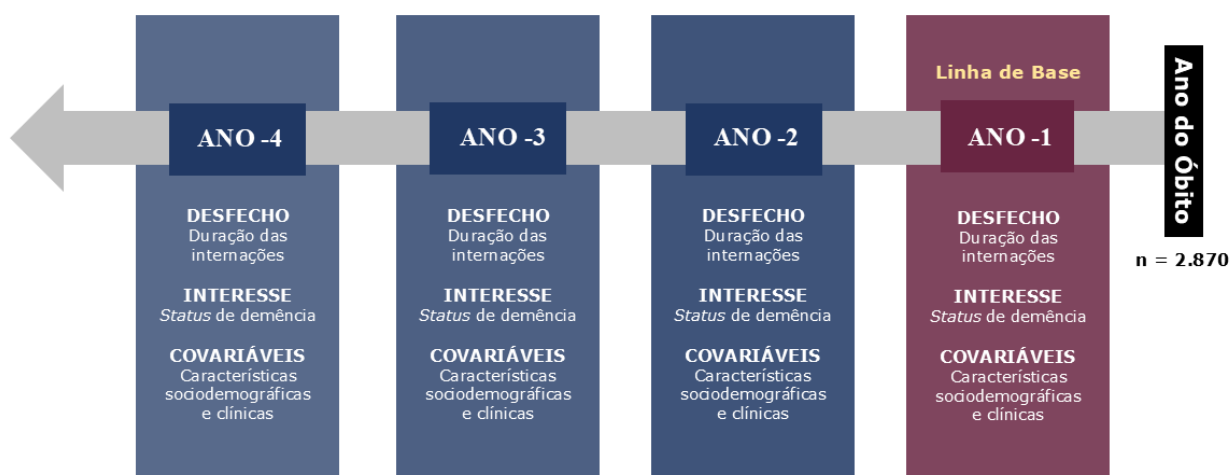 ANO -4
DESFECHO
Duração das
internações
INTERESSE
Status de demência
COVARIÁVEIS
Características
sociodemográficas
e clínicas
ANO -3
DESFECHO
Duração das
internações
INTERESSE
Status de demência
COVARIÁVEIS
Características
sociodemográficas
e clínicas
ANO -2
DESFECHO
Duração das
internações
INTERESSE
Status de demência
COVARIÁVEIS
Características
sociodemográficas
e clínicas
Linha de Base
ANO -1
DESFECHO
Duração das
internações
INTERESSE
Status de demência
COVARIÁVEIS
Características
sociodemográficas
e clínicas
Ano do Óbito
n = 2.870